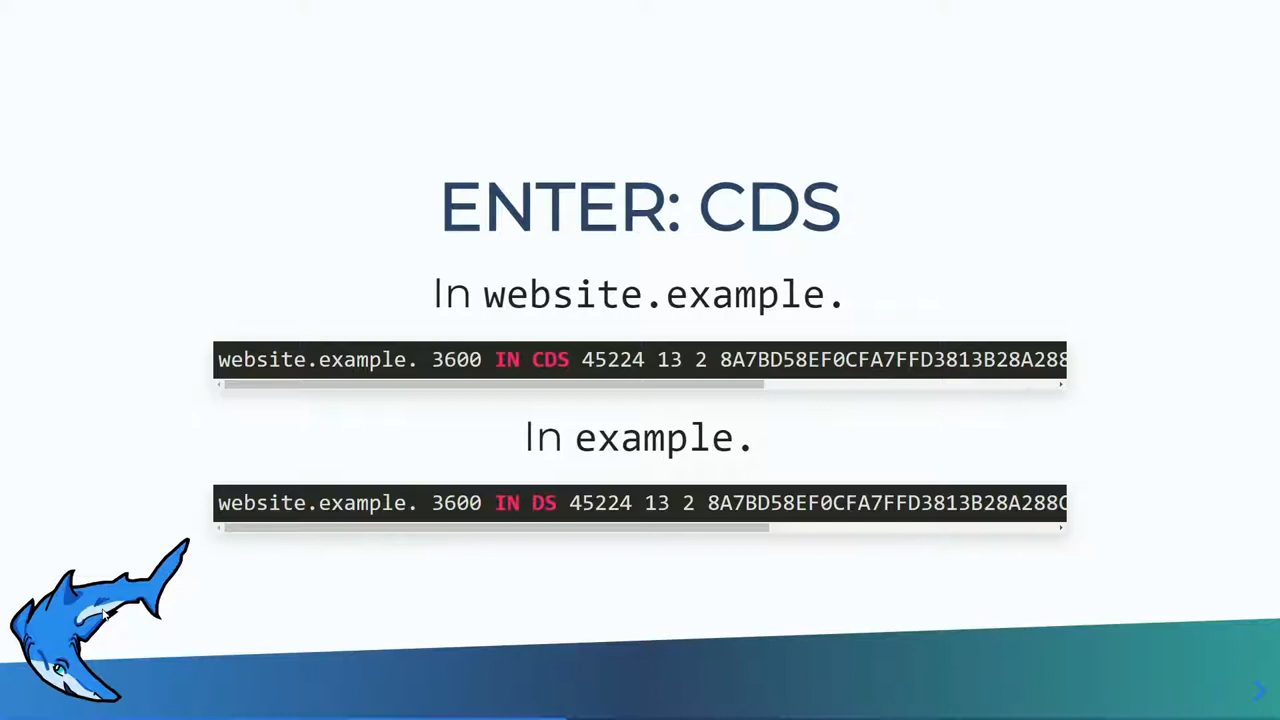 ENTER: CDS
In website.example.
website.example. 3600 IN CDS 45224 13 2 8A7BD58EF0CFA7FFD3813B28A288
In example.
website.example. 3600 IN DS 45224 13 2 8A7BD58EF0CFA7FFD3813B28A288C